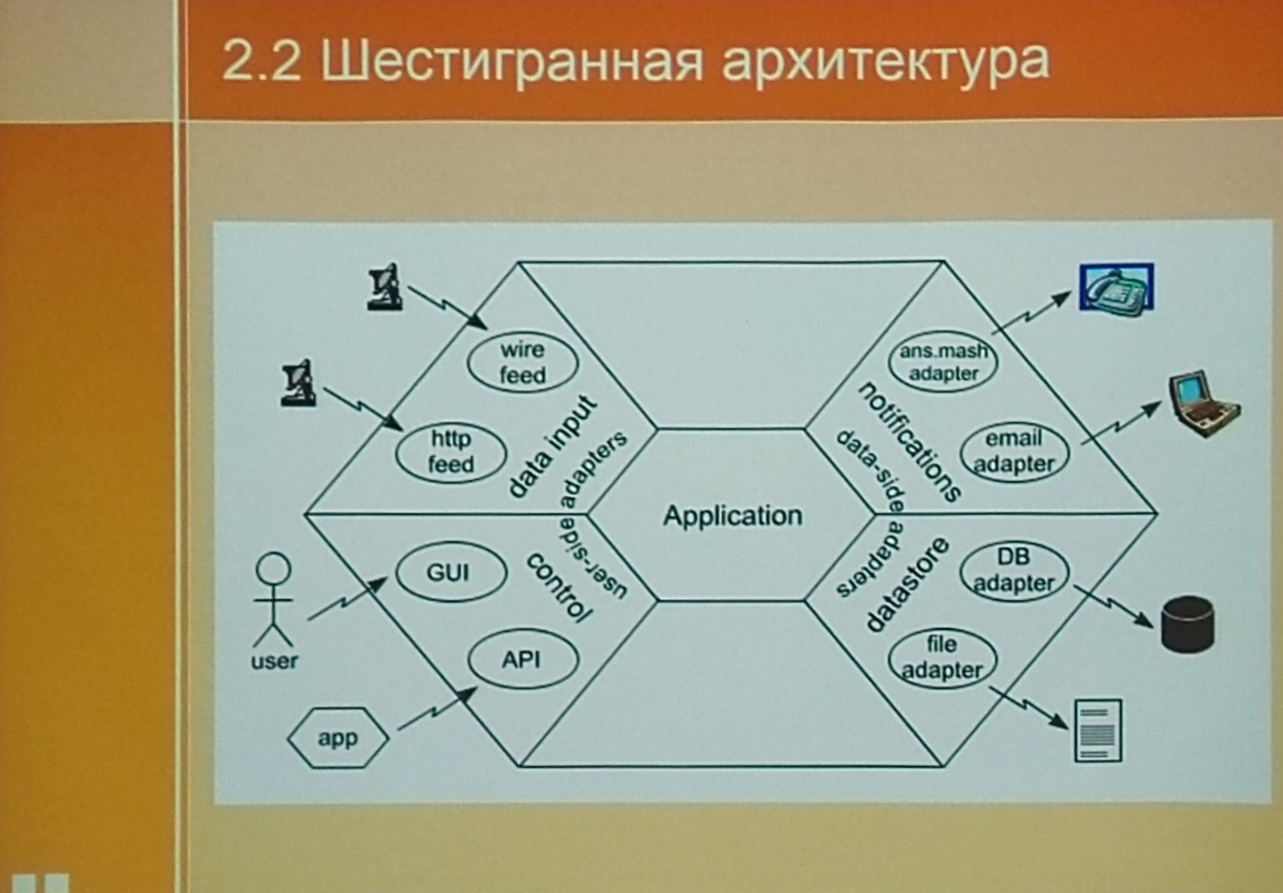 2.2 Шестигранная архитектура
wire
feed
http
feed
data input
user-side adapters
GUI
control
API
user
app
Application
ans.mash
adapter
email
adapter
notifications
data-side adapters
DB
adapter
datastore
file
adapter